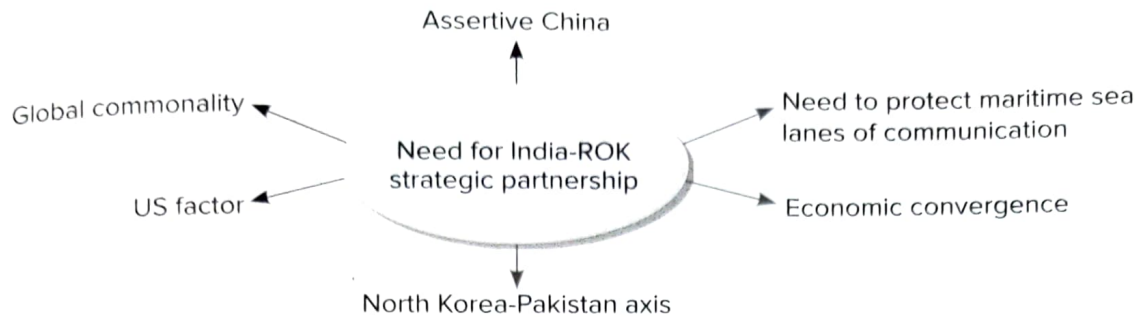 Assertive China
Global commonality
Need to protect maritime sea
lanes of communication
Need for India-ROK
strategic partnership
US factor
Economic convergence
North Korea-Pakistan axis